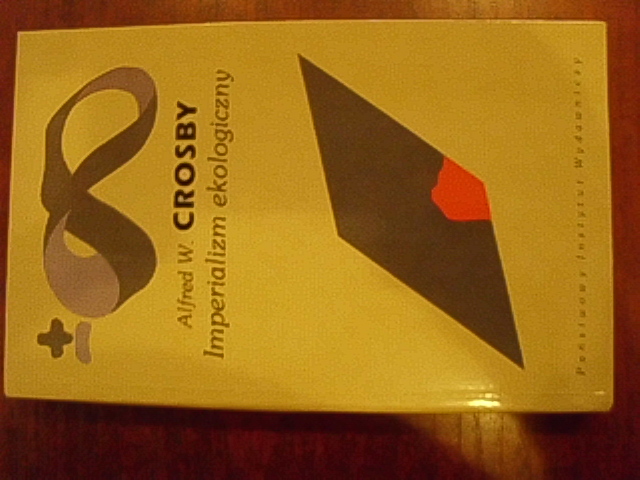 Alfred W. CROSBY
Imperializm ekologiczny
Państwowy Instytut Wydawniczy